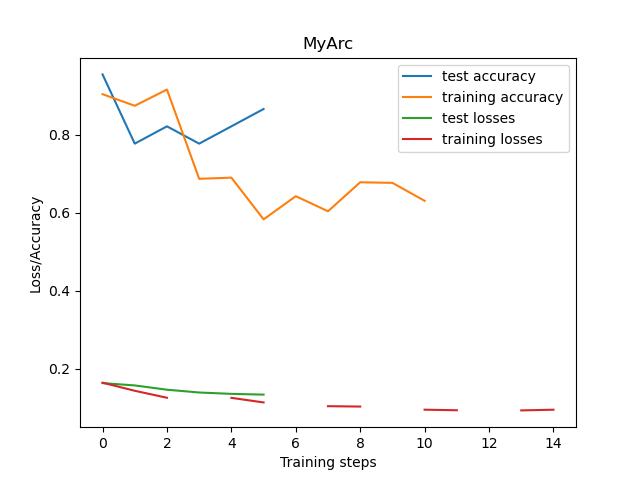 MyArc
test accuracy
training accuracy
test losses
training losses
Loss/Accuracy
0.8
0.6
0.4
0.2
0 2 4 6 8 10 12 14
Training steps